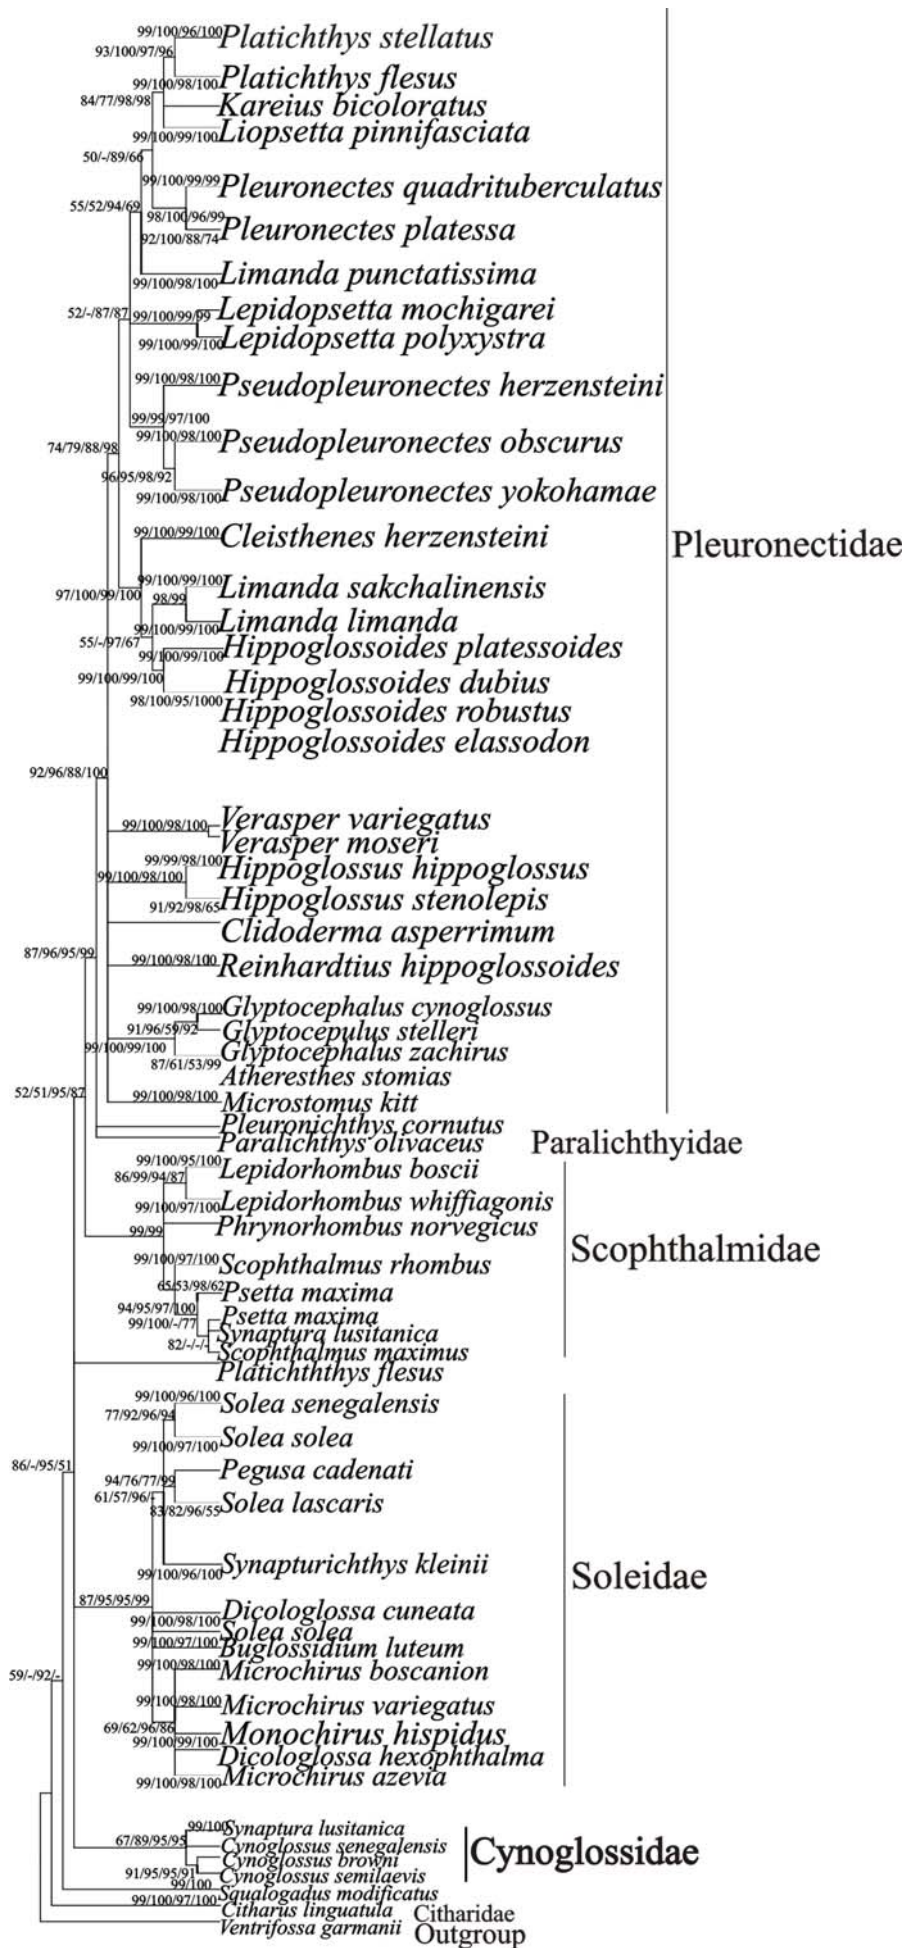 99/100/96/100
Platichthys stellatus
93/100/97/96
Platichthys flesus
99/100/98/100
Kareius bicoloratus
84/77/98/98
Liopsetta pinnifasciata
99/100/99/100
50/-/89/66
99/100/99/99
Pleuronectes quadrituberculatus
55/52/94/69
98/100/96/99
Pleuronectes platessa
92/100/88/74
Limanda punctatissima
99/100/98/100
Lepidopsetta mochigarei
52/-/87/87
99/100/99/99
Lepidopsetta polyxystra
99/100/99/100
99/100/98/100
Pseudopleuronectes herzensteini
99/99/97/100
99/100/98/100
Pseudopleuronectes obscurus
74/79/88/98
96/95/98/92
Pseudopleuronectes yokohamae
99/100/98/100
99/100/99/100
Cleisthenes herzensteini
Pleuronectidae
99/100/99/100
Limanda sakchalinensis
97/100/99/100
98/99
Limanda limanda
99/100/99/100
55/-/97/67
Hippoglossoides platessoides
99/100/99/100
99/100/99/100
Hippoglossoides dubius
98/100/95/1000
Hippoglossoides robustus
Hippoglossoides elassodon
92/96/88/100
99/100/98/100
Verasper variegatus
Verasper moseri
99/99/98/100
Hippoglossus hippoglossus
99/100/98/100
Hippoglossus stenolepis
91/92/98/65
Clidoderma asperrimum
87/96/95/99
99/100/98/100
Reinhardtius hippoglossoides
99/100/98/100
Glyptocephalus cynoglossus
91/96/59/92
Glyptocepulus stelleri
99/100/99/100
Glyptocephalus zachirus
87/61/53/99
Atheresthes stomias
52/51/95/87
99/100/98/100
Microstomus kitt
Pleuronichthys cornutus
Paralichthys olivaceus
Paralichthyidae
99/100/95/100
Lepidorhombus boscii
86/99/94/87
Lepidorhombus whiffiagonis
99/100/97/100
Phrynorhombus norvegicus
99/99
Scophthalmidae
99/100/97/100
Scophthalmus rhombus
65/53/98/62
Psetta maxima
94/95/97/100
Psetta maxima
99/100/-/77
Synaptura lusitanica
82/-/-/-
Scophthalmus maximus
Platichththys flesus
99/100/96/100
Solea senegalensis
77/92/96/94
Solea solea
99/100/97/100
86/-/95/51
Pegusa cadenati
94/76/77/99
61/57/96/-
Solea lascaris
83/82/96/55
Synapturichthys kleinii
99/100/96/100
Soleidae
87/95/95/99
Dicologlossa cuneata
99/100/98/100
Solea solea
99/100/97/100
Buglossidium luteum
99/100/98/100
Microchirus boscanion
59/-/92/-
99/100/98/100
Microchirus variegatus
69/62/96/86
Monochirus hispidus
99/100/99/100
Dicologlossa hexophthalma
99/100/98/100
Microchirus azevia
99/100
Synaptura lusitanica
67/89/95/95
Cynoglossus senegalensis
Cynoglossidae
Cynoglossus browni
91/95/95/91
Cynoglossus semilaevis
99/100
Squalogadus modificatus
99/100/97/100
Citharus linguatula
Citharidae
Ventrifossa garmanii
Outgroup